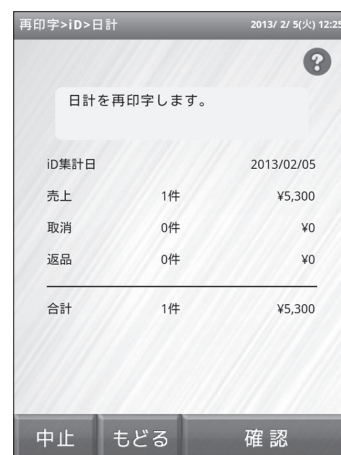 再印字>iD>日計 2013/ 2/ 5(火) 12:25
?
日計を再印字します。
iD集計日 2013/02/05
売上 1件 ¥5,300
取消 0件 ¥0
返品 0件 ¥0
合計 1件 ¥5,300
中止 もどる 確認